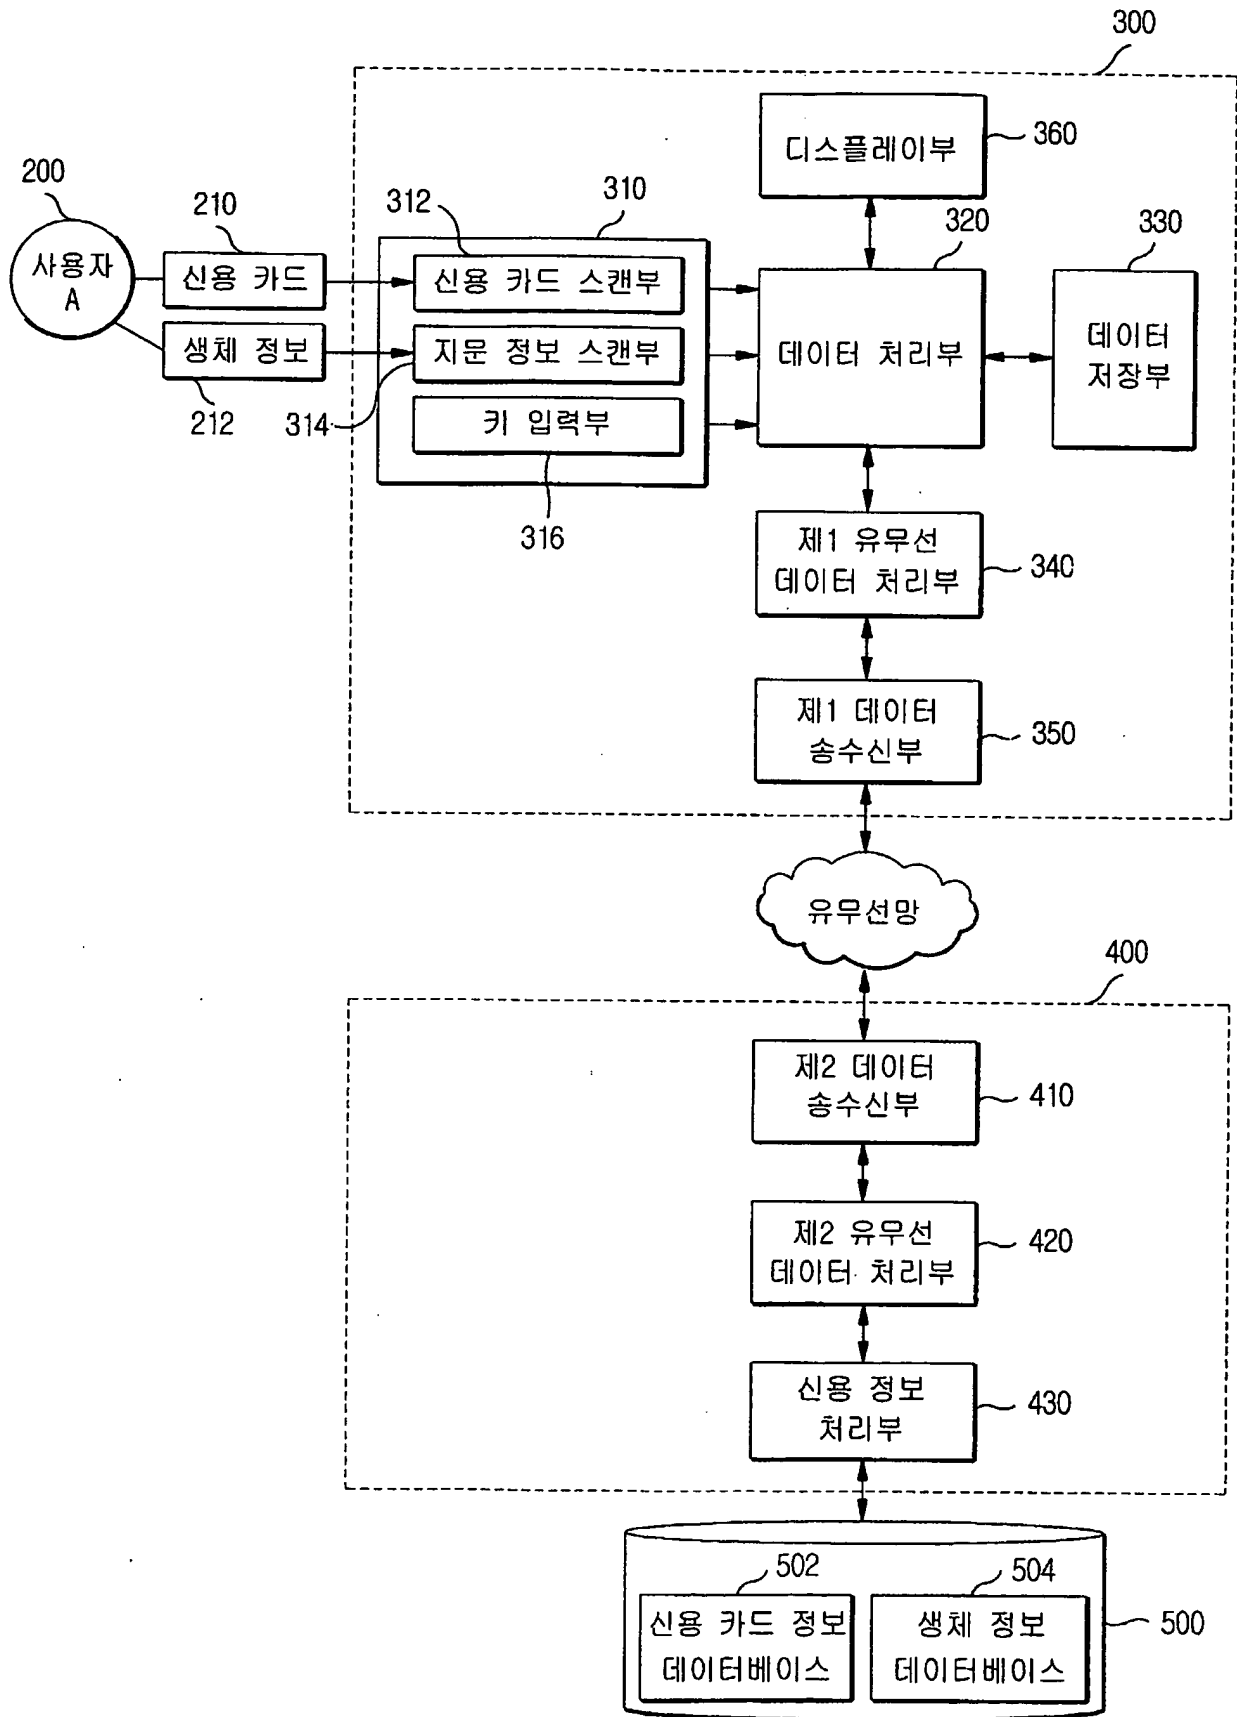 300
디스플레이부
360
200
210
312
310
320
330
사용자
A
신용 카드
신용 카드 스캔부
생체 정보
지문 정보 스캔부
데이터 처리부
데이터
저장부
212
314
키 입력부
316
제1 유무선
데이터 처리부
340
제1 데이터
송수신부
350
유무선망
400
제2 데이터
송수신부
410
제2 유무선
데이터 처리부
420
신용 정보
처리부
430
502
504
신용 카드 정보
데이터베이스
생체 정보
데이터베이스
500